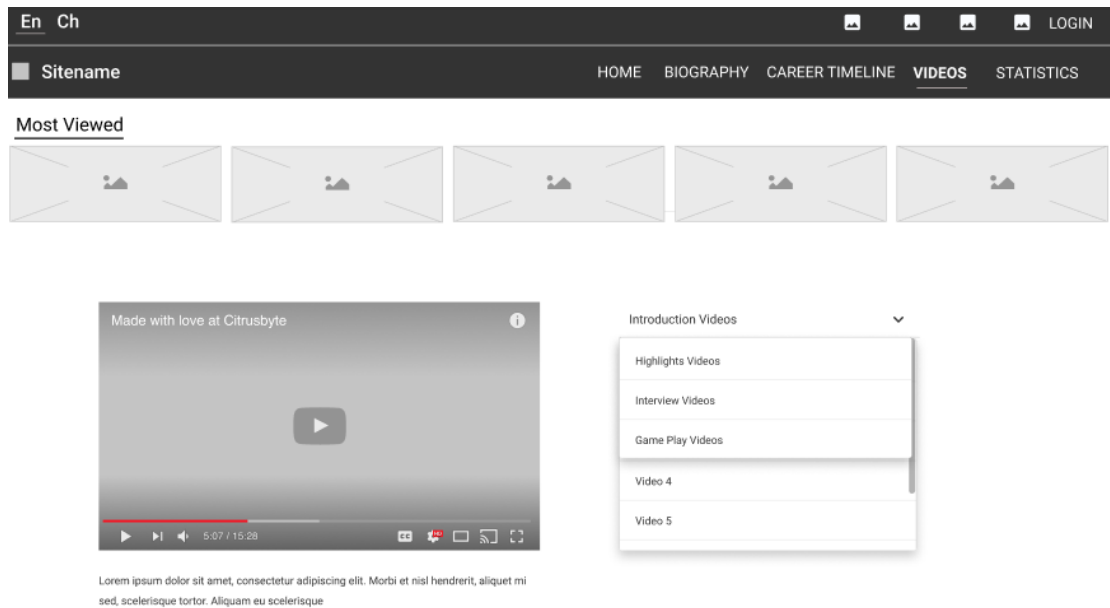 En Ch
LOGIN
Sitename
HOME BIOGRAPHY CAREER TIMELINE VIDEOS STATISTICS
Most Viewed
Made with love at Citrusbyte
5:07 / 15:28
CC
HD
Lorem ipsum dolor sit amet, consectetur adipiscing elit. Morbi et nisl hendrerit, aliquet mi
sed, scelerisque tortor. Aliquam eu scelerisque
Introduction Videos
Highlights Videos
Interview Videos
Game Play Videos
Video 4
Video 5